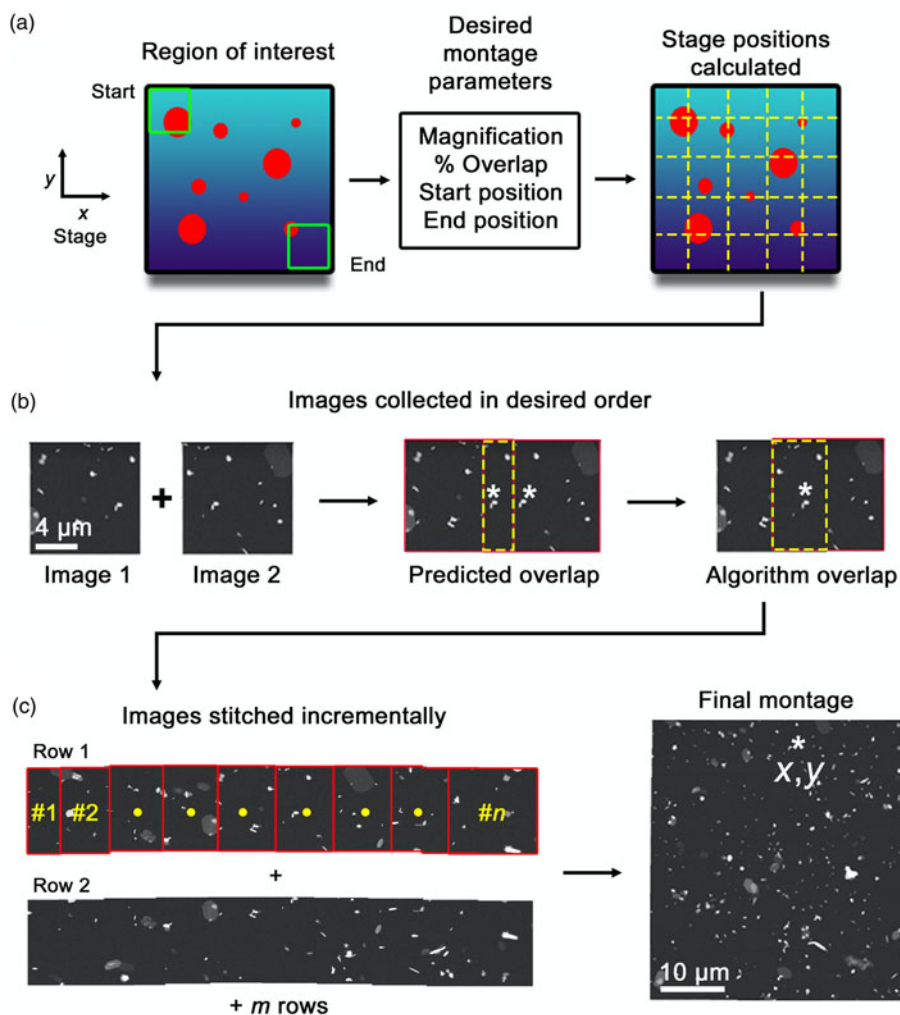 (a)
Region of interest
Desired
montage
parameters
Stage positions
calculated
Start
y
x
Stage
End
Magnification
% Overlap
Start position
End position
(b)
Images collected in desired order
4 µm
+
*
*
*
Image 1
Image 2
Predicted overlap
Algorithm overlap
(c)
Images stitched incrementally
Final montage
Row 1
#1
#2
#n
+
Row 2
+ m rows
*
x,y
10 µm